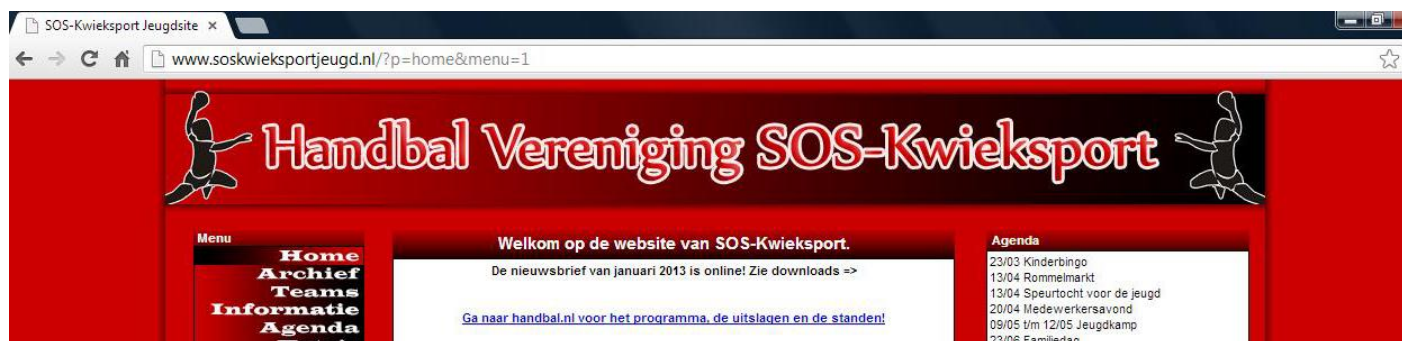 SOS-Kwieksport Jeugdsite
www.soskwieksportjeugd.nl/?p=home&menu=1
Handbal Vereniging SOS-Kwieksport
Menu
Home
Archief
Teams
Informatie
Agenda
Welkom op de website van SOS-Kwieksport.
De nieuwsbrief van januari 2013 is online! Zie downloads =>
Ga naar handbal.nl voor het programma, de uitslagen en de standen!
Agenda
23/03 Kinderbingo
13/04 Rommelmarkt
13/04 Speurtocht voor de jeugd
20/04 Medewerkersavond
09/05 t/m 12/05 Jeugdkamp
23/06 Familiedag